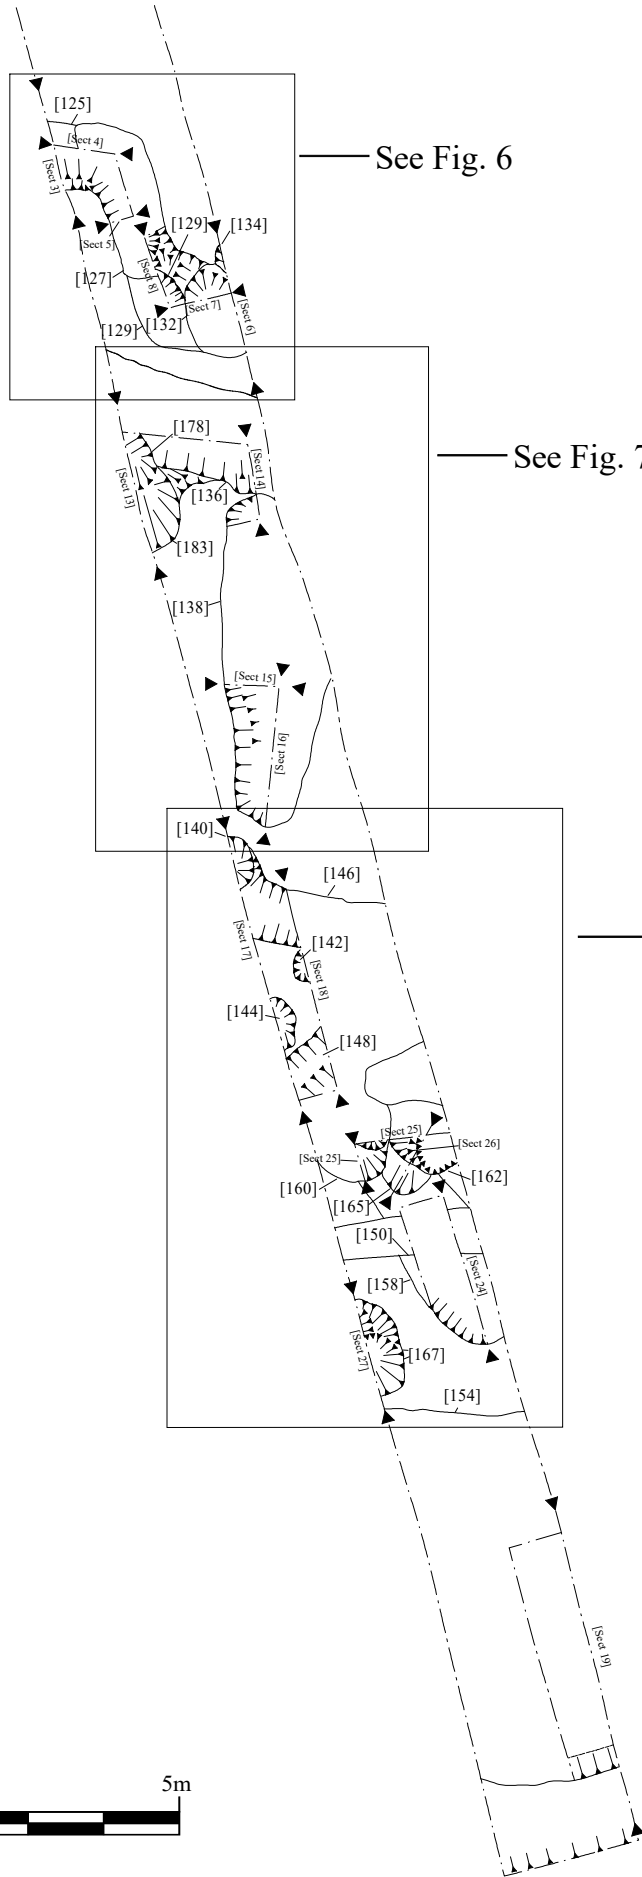 [125]
[Sect 4]
See Fig. 6
[Sect 3]
[129]
[134]
[Sect 5]
[127]
[Sect 8]
[Sect 7]
[Sect 6]
[129]
[132]
[178]
See Fig. 7
[Sect 13]
[Sect 14]
[136]
[183]
[138]
[Sect 15]
[Sect 16]
[140]
[146]
[Sect 17]
[142]
[Sect 18]
[144]
[148]
[Sect 25]
[Sect 26]
[Sect 25]
[162]
[160]
[165]
[150]
[158]
[Sect 24]
[Sect 27]
[167]
[154]
[Sect 19]
5m